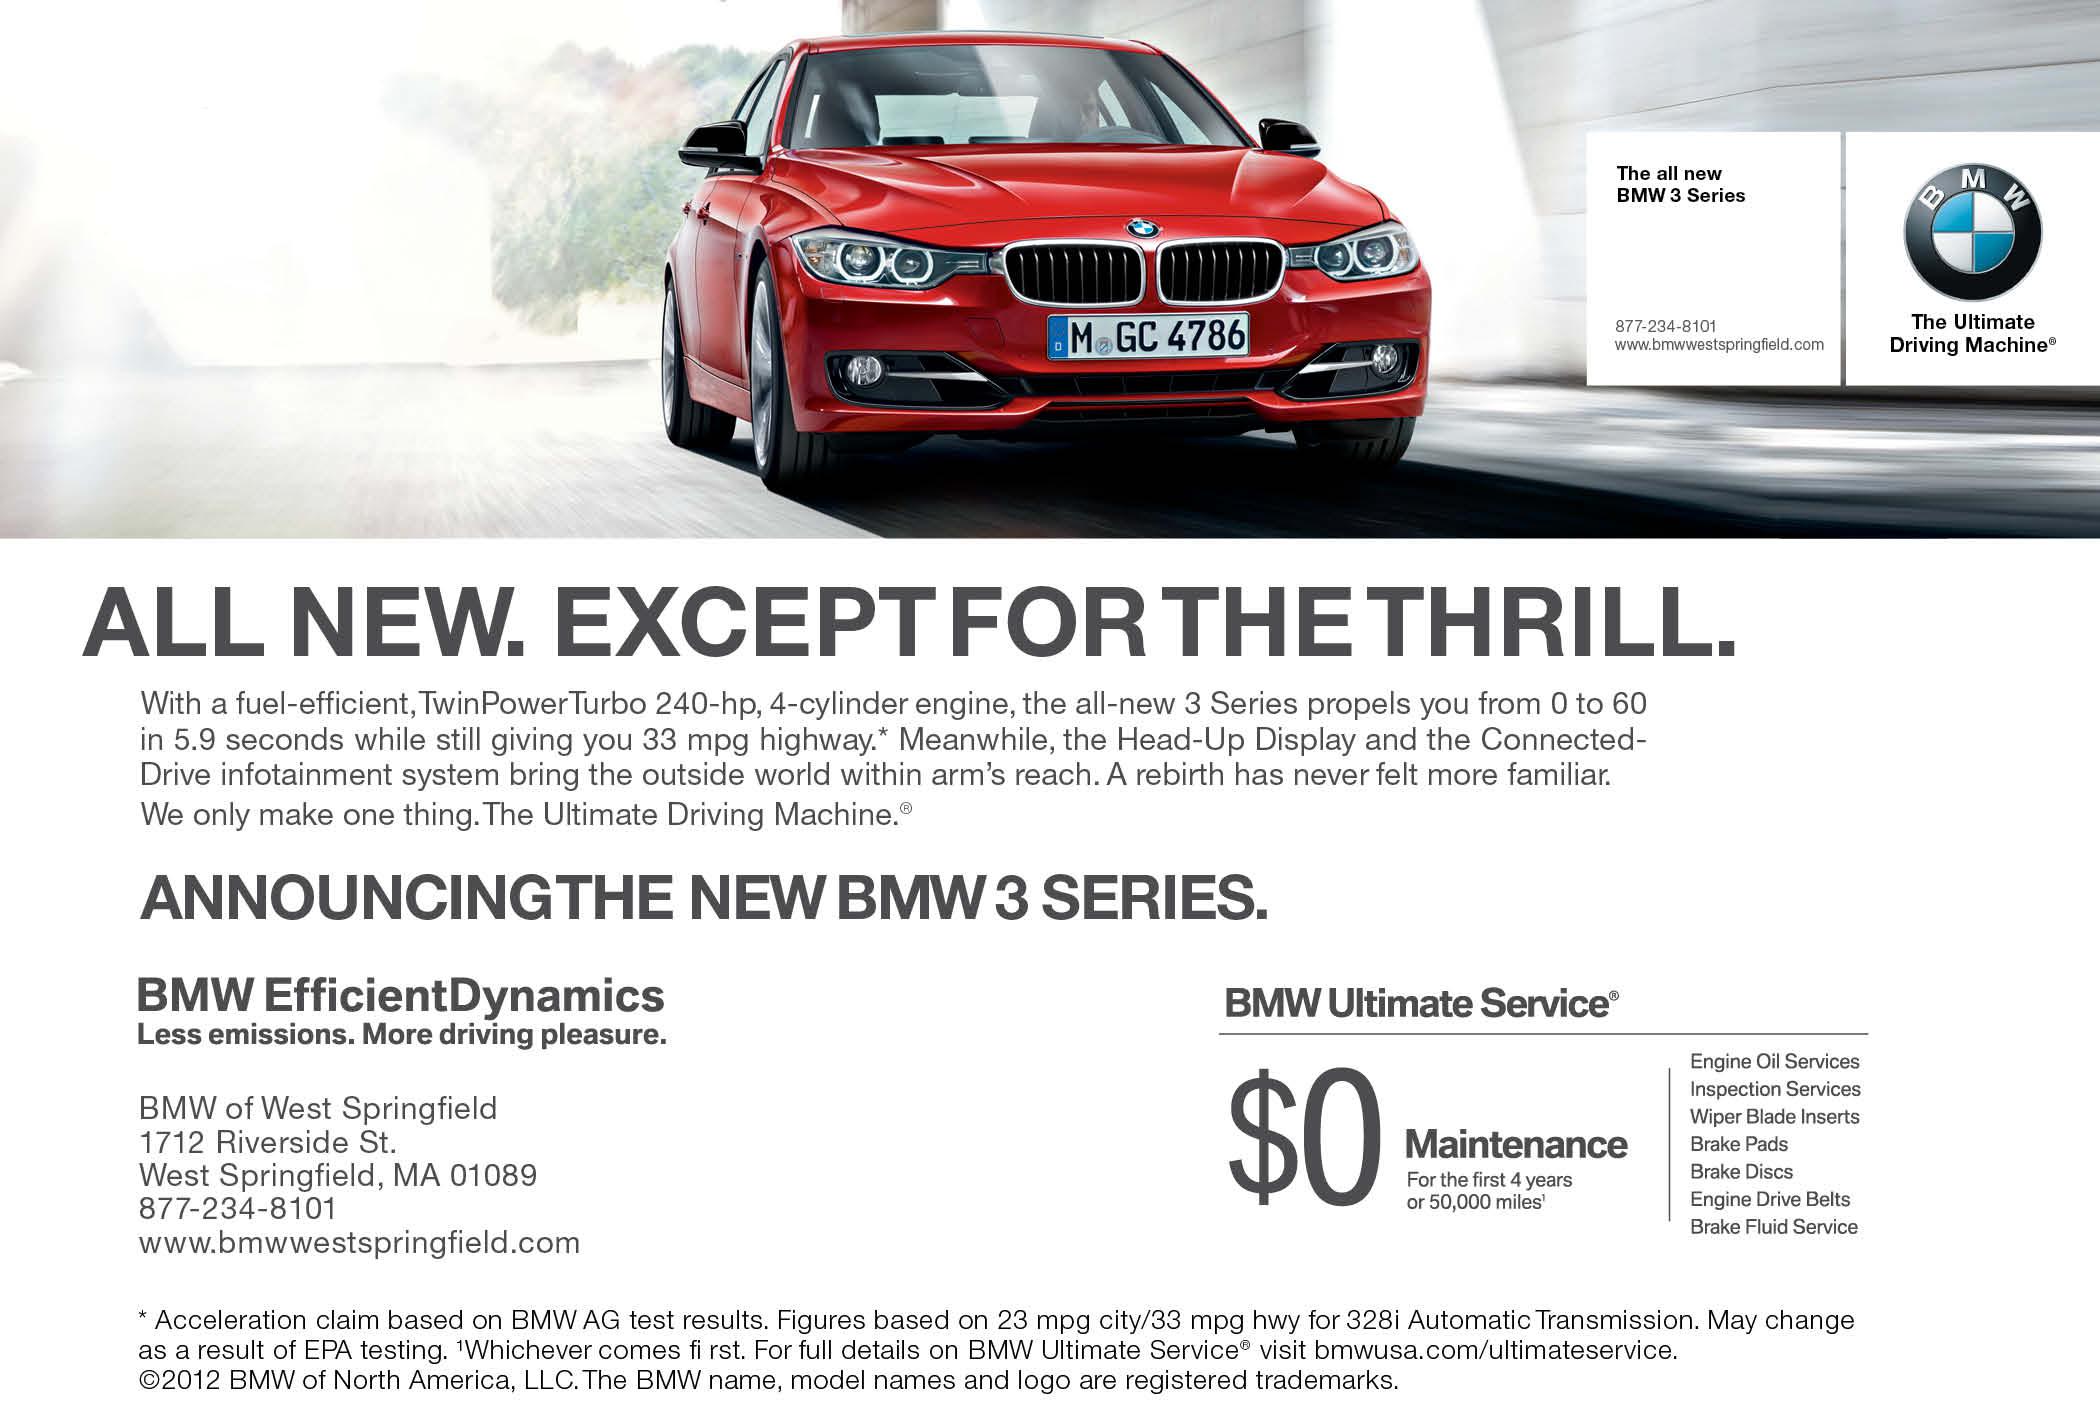 The all new
BMW 3 Series
877-234-8101
www.bmwwestspringfield.com
BMW
The Ultimate
Driving Machine®
M GC 4786
D
ALL NEW. EXCEPT FOR THE THRILL.
With a fuel-efficient, TwinPower Turbo 240-hp, 4-cylinder engine, the all-new 3 Series propels you from 0 to 60
in 5.9 seconds while still giving you 33 mpg highway.* Meanwhile, the Head-Up Display and the Connected-
Drive infotainment system bring the outside world within arm's reach. A rebirth has never felt more familiar.
We only make one thing. The Ultimate Driving Machine.®
ANNOUNCING THE NEW BMW 3 SERIES.
BMW EfficientDynamics
Less emissions. More driving pleasure.
BMW of West Springfield
1712 Riverside St.
West Springfield, MA 01089
877-234-8101
www.bmwwestspringfield.com
BMW Ultimate Service®
$0
Maintenance
For the first 4 years
or 50,000 miles¹
Engine Oil Services
Inspection Services
Wiper Blade Inserts
Brake Pads
Brake Discs
Engine Drive Belts
Brake Fluid Service
* Acceleration claim based on BMW AG test results. Figures based on 23 mpg city/33 mpg hwy for 328i Automatic Transmission. May change
as a result of EPA testing. ¹Whichever comes fi rst. For full details on BMW Ultimate Service® visit bmwusa.com/ultimateservice.
©2012 BMW of North America, LLC. The BMW name, model names and logo are registered trademarks.